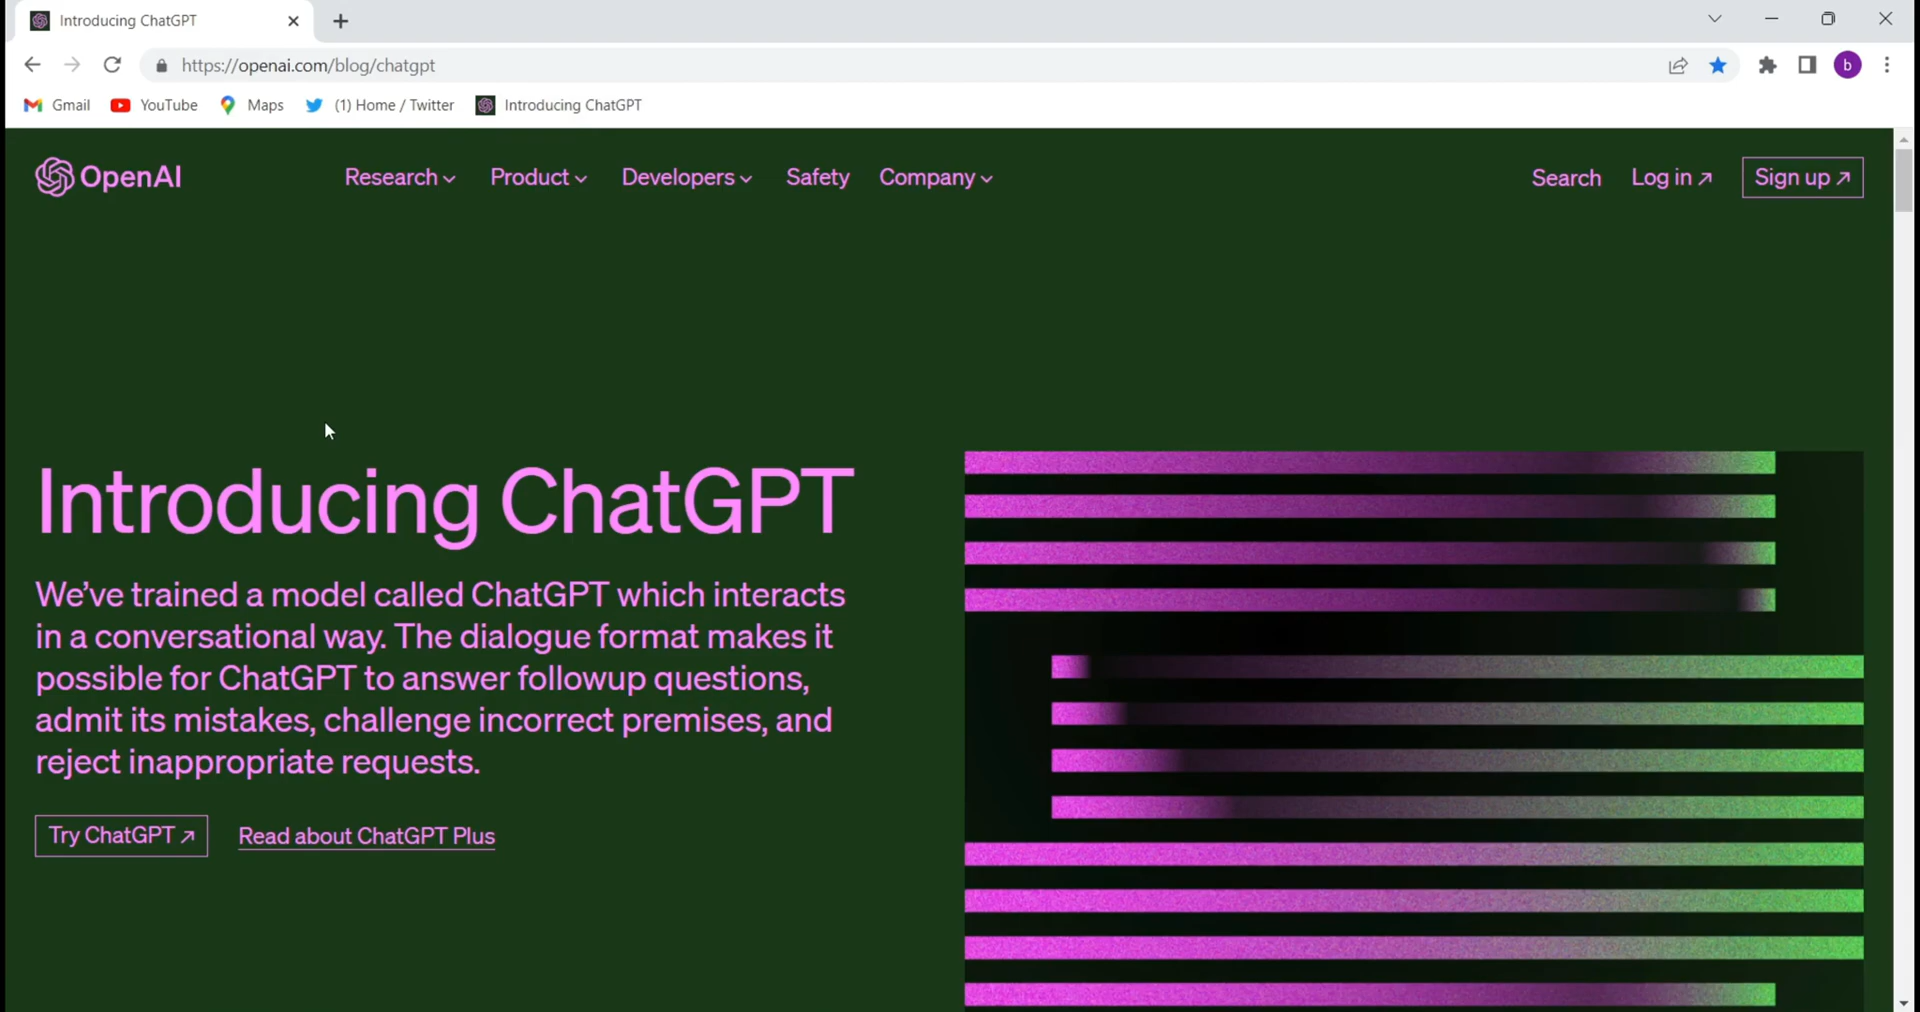 Introducing ChatGPT
https://openai.com/blog/chatgpt
b
Gmail YouTube Maps (1) Home / Twitter Introducing ChatGPT
OpenAI Research Product Developers Safety Company Search Log in ↗ Sign up ↗
Introducing ChatGPT
We’ve trained a model called ChatGPT which interacts
in a conversational way. The dialogue format makes it
possible for ChatGPT to answer followup questions,
admit its mistakes, challenge incorrect premises, and
reject inappropriate requests.
Try ChatGPT ↗ Read about ChatGPT Plus